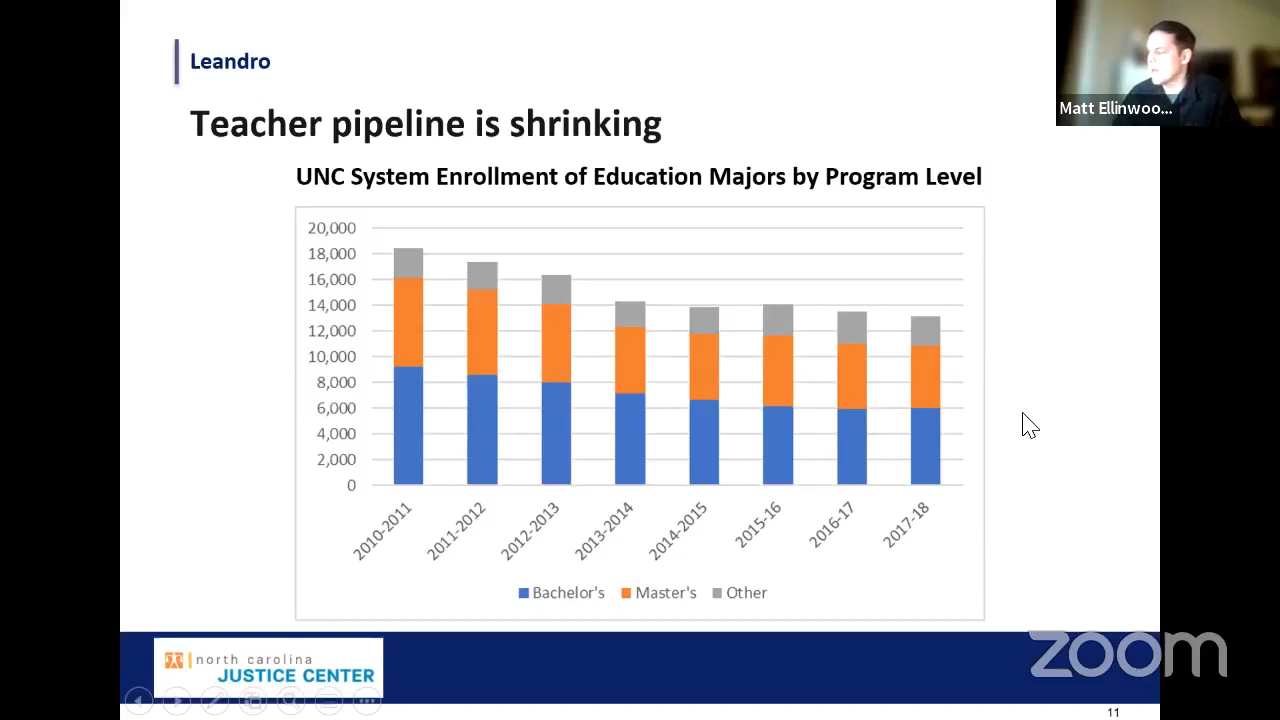 Leandro
Matt Ellinwoo...
Teacher pipeline is shrinking
UNC System Enrollment of Education Majors by Program Level
20,000
18,000
16,000
14,000
12,000
10,000
8,000
6,000
4,000
2,000
0
2010-2011
2011-2012
2012-2013
2013-2014
2014-2015
2015-16
2016-17
2017-18
Bachelor's
Master's
Other
north carolina
JUSTICE CENTER
zoom
11